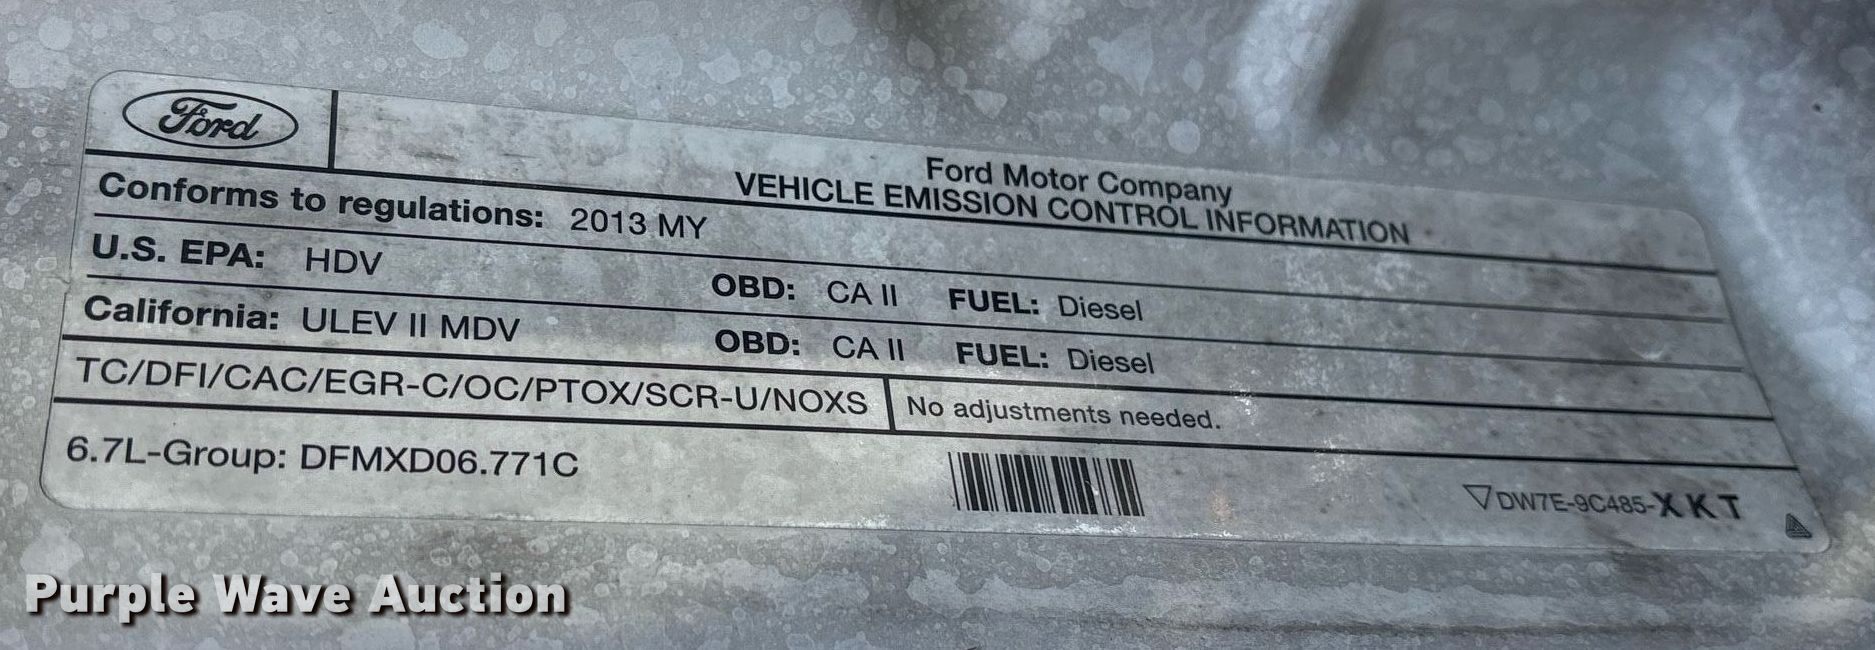 Ford
Ford Motor Company
VEHICLE EMISSION CONTROL INFORMATION
Conforms to regulations: 2013 MY
U.S. EPA: HDV OBD: CA II FUEL: Diesel
California: ULEV II MDV OBD: CA II FUEL: Diesel
TC/DFI/CAC/EGR-C/OC/PTOX/SCR-U/NOXS No adjustments needed.
6.7L-Group: DFMXD06.771C
DW7E-9C485-XKT
Purple Wave Auction